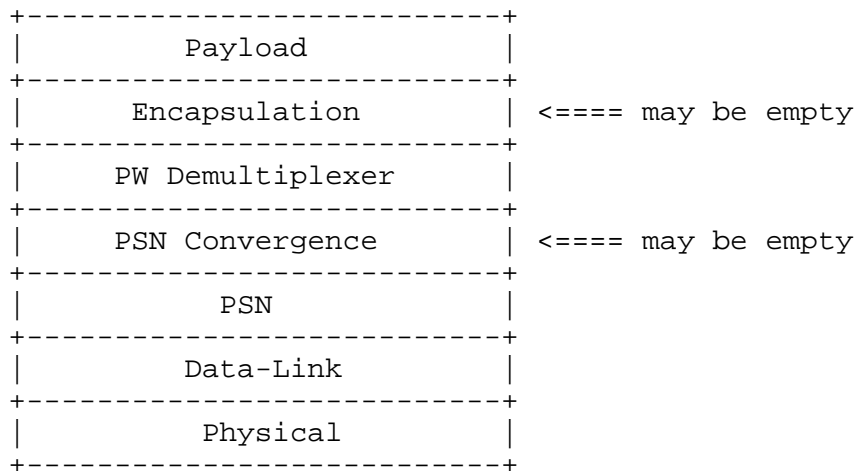 +---------------------------+
|          Payload          |
+---------------------------+
|       Encapsulation       | <==== may be empty
+---------------------------+
|     PW Demultiplexer      |
+---------------------------+
|     PSN Convergence       | <==== may be empty
+---------------------------+
|           PSN             |
+---------------------------+
|         Data-Link         |
+---------------------------+
|          Physical         |
+---------------------------+